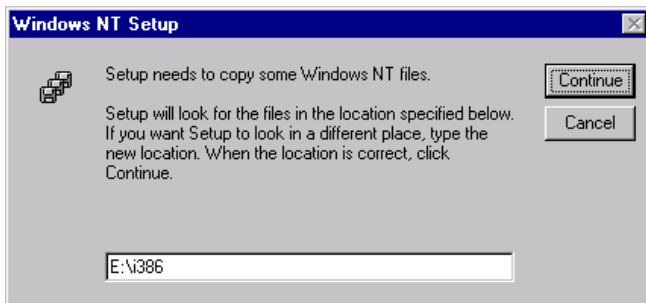 Windows NT Setup
Setup needs to copy some Windows NT files.
Continue
Setup will look for the files in the location specified below.
If you want Setup to look in a different place, type the
new location. When the location is correct, click
Continue.
Cancel
E:\i386